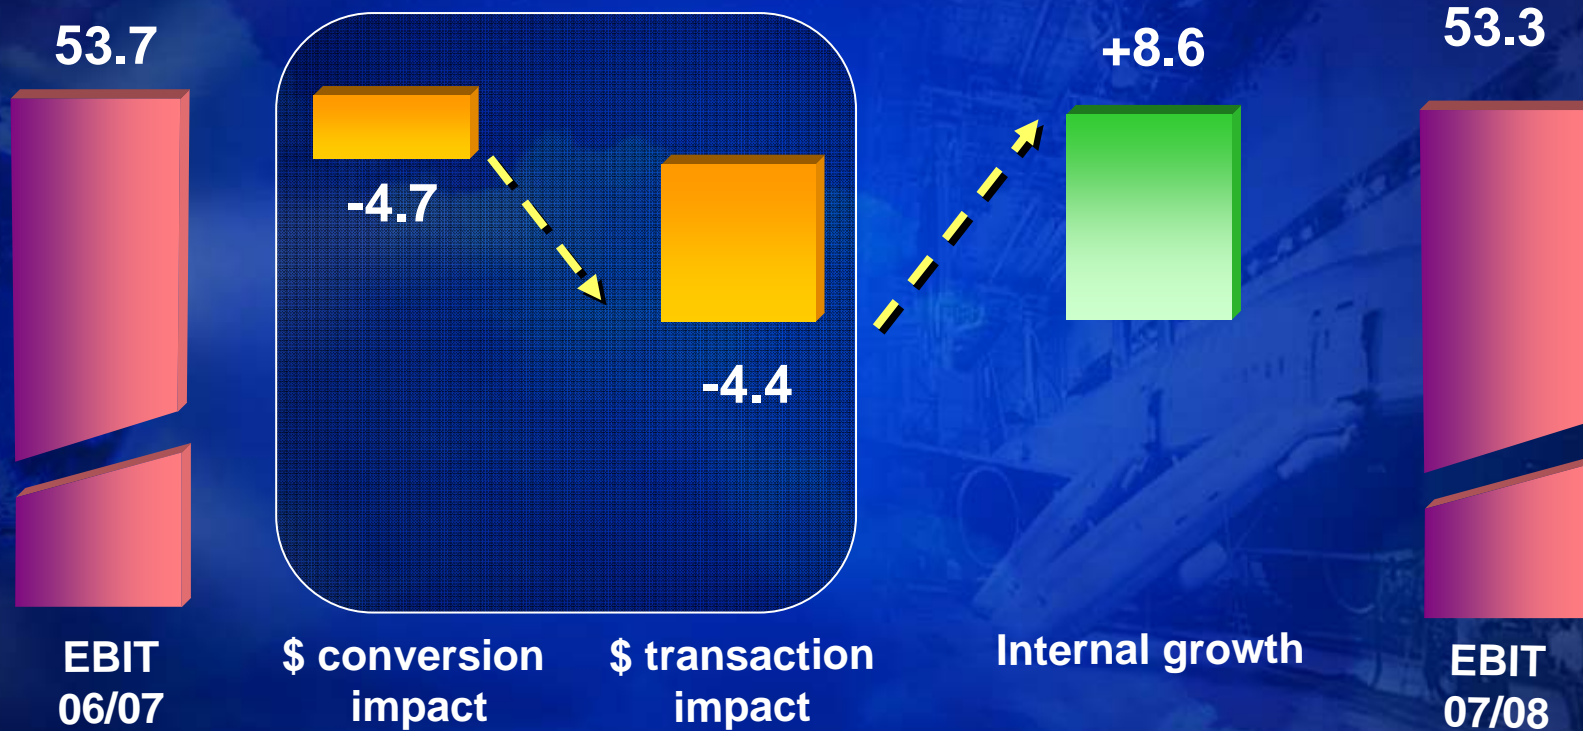 53.7
-4.7
-4.4
+8.6
53.3
EBIT
06/07
$ conversion
impact
$ transaction
impact
Internal growth
EBIT
07/08